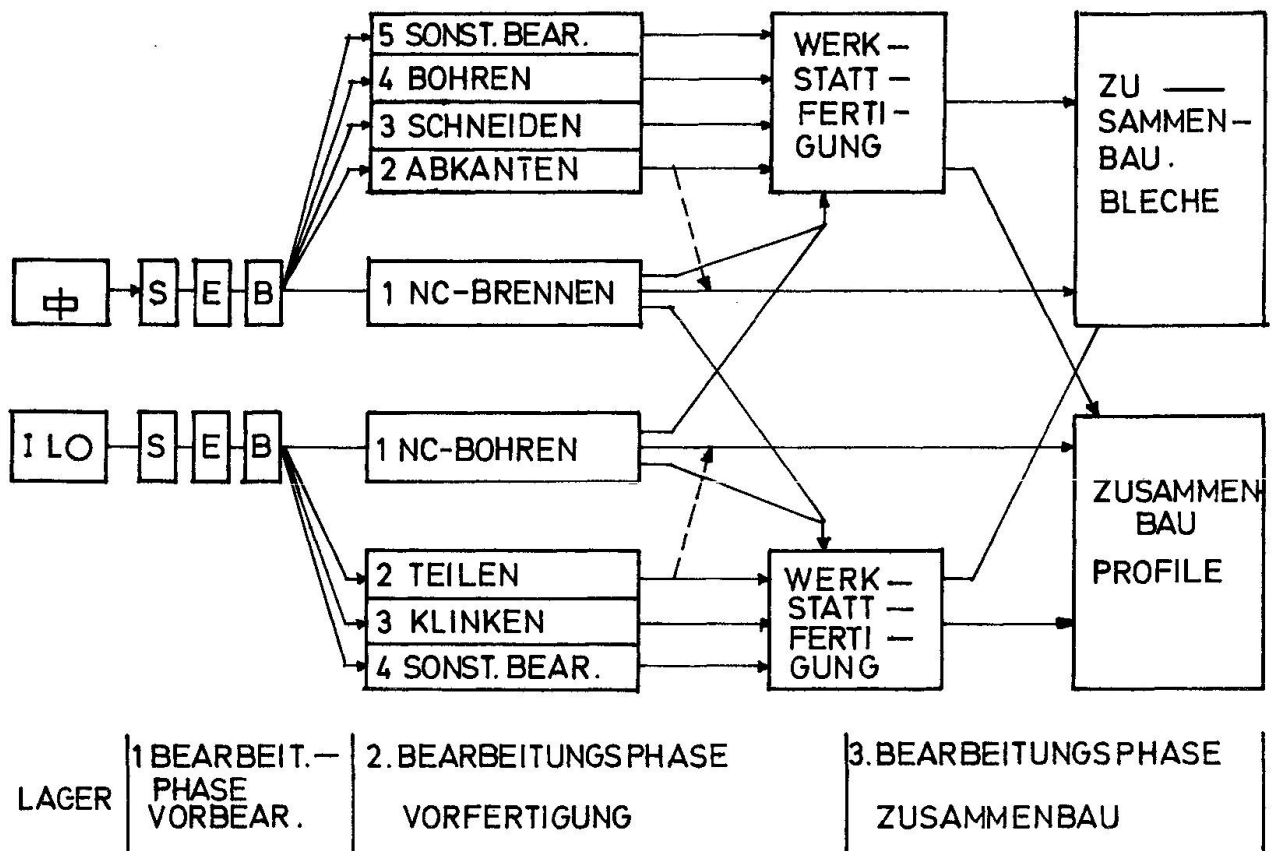 5 SONST. BEAR.
4 BOHREN
3 SCHNEIDEN
2 ABKANTEN
WERK-
STATT-
FERTI-
GUNG
ZU —
SAMMEN-
BAU.
BLECHE
S E B
1 NC-BRENNEN
I L O
S E B
1 NC-BOHREN
2 TEILEN
3 KLINKEN
4 SONST. BEAR.
WERK-
STATT-
FERTI-
GUNG
ZUSAMMEN
BAU
PROFILE
LAGER
1 BEARBEIT.-
PHASE
VORBEAR.
2. BEARBEITUNGSPHASE
VORFERTIGUNG
3. BEARBEITUNGSPHASE
ZUSAMMENBAU